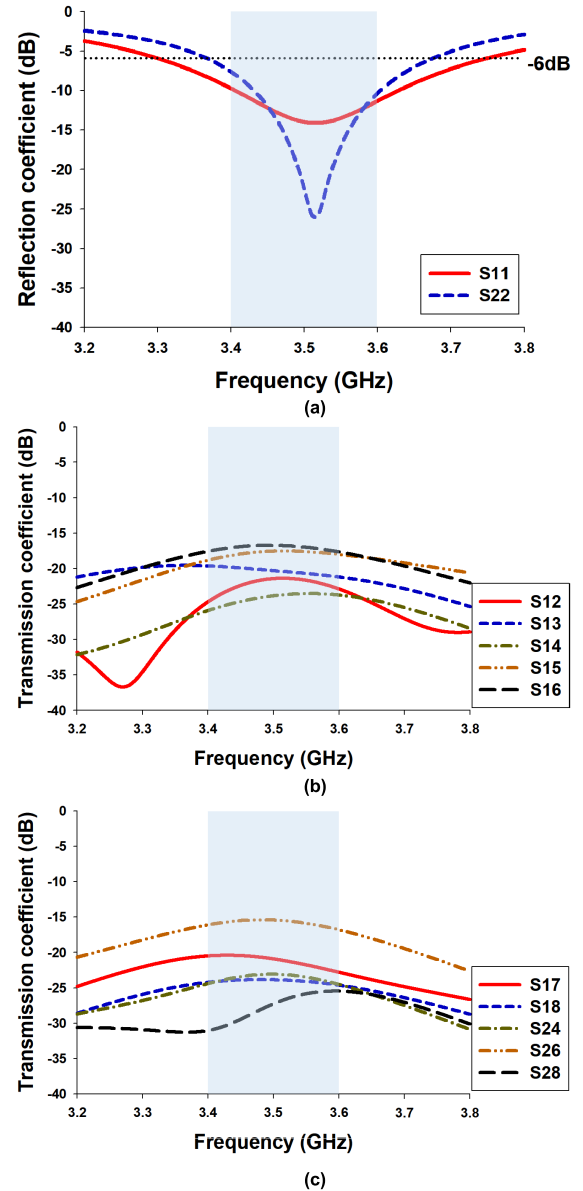 Reflection coefficient (dB)
0
-5
-10
-15
-20
-25
-30
-35
-40
-6dB
S11
S22
3.2 3.3 3.4 3.5 3.6 3.7 3.8
Frequency (GHz)
(a)
Transmission coefficient (dB)
0
-5
-10
-15
-20
-25
-30
-35
-40
S12
S13
S14
S15
S16
3.2 3.3 3.4 3.5 3.6 3.7 3.8
Frequency (GHz)
(b)
Transmission coefficient (dB)
0
-5
-10
-15
-20
-25
-30
-35
-40
S17
S18
S24
S26
S28
3.2 3.3 3.4 3.5 3.6 3.7 3.8
Frequency (GHz)
(c)